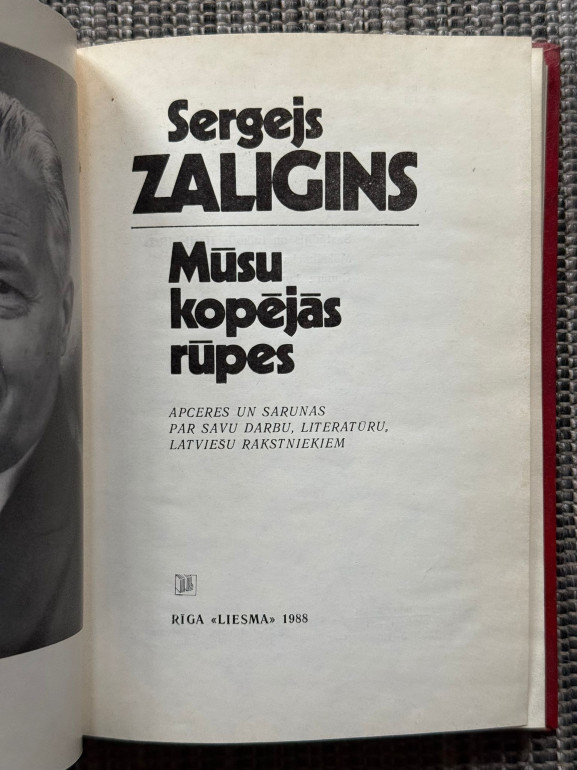 Sergejs
ZALIGINS
Mūsu
kopējās
rūpes
APCERES UN SARUNAS
PAR SAVU DARBU, LITERATŪRU,
LATVIEŠU RAKSTNIEKIEM
RĪGA «LIESMA» 1988